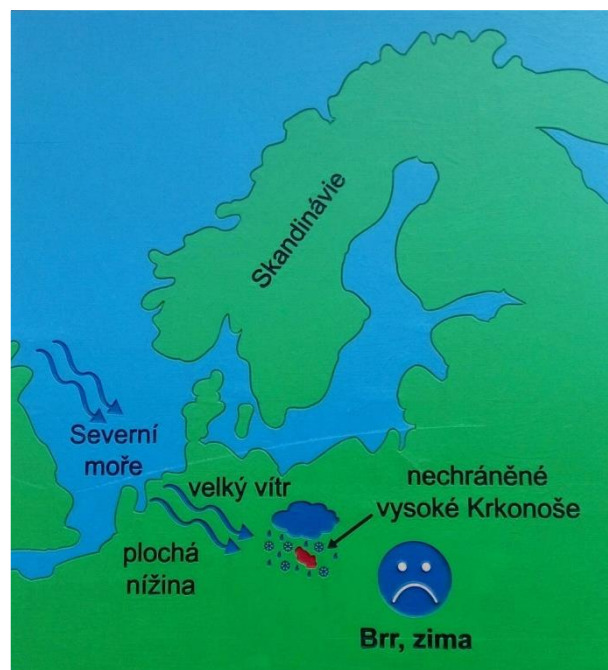 Skandinávie
Severní
moře
velký vítr
nechráněné
vysoké Krkonoše
plochá
nížina
Brr, zima